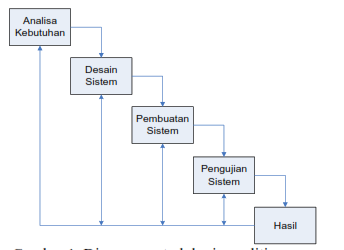 Analisa
Kebutuhan
Desain
Sistem
Pembuatan
Sistem
Pengujian
Sistem
Hasil